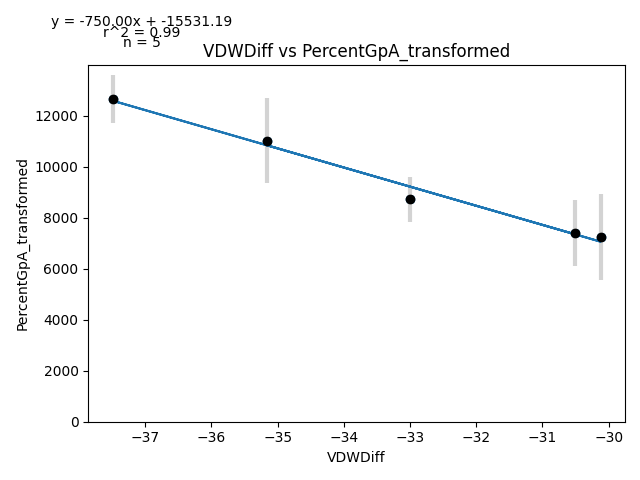 y = -750.00x + -15531.19
r^2 = 0.99
n = 5
VDWDiff vs PercentGpA_transformed
PercentGpA_transformed
12000
10000
8000
6000
4000
2000
0
−37
−36
−35
−34
−33
−32
−31
−30
VDWDiff